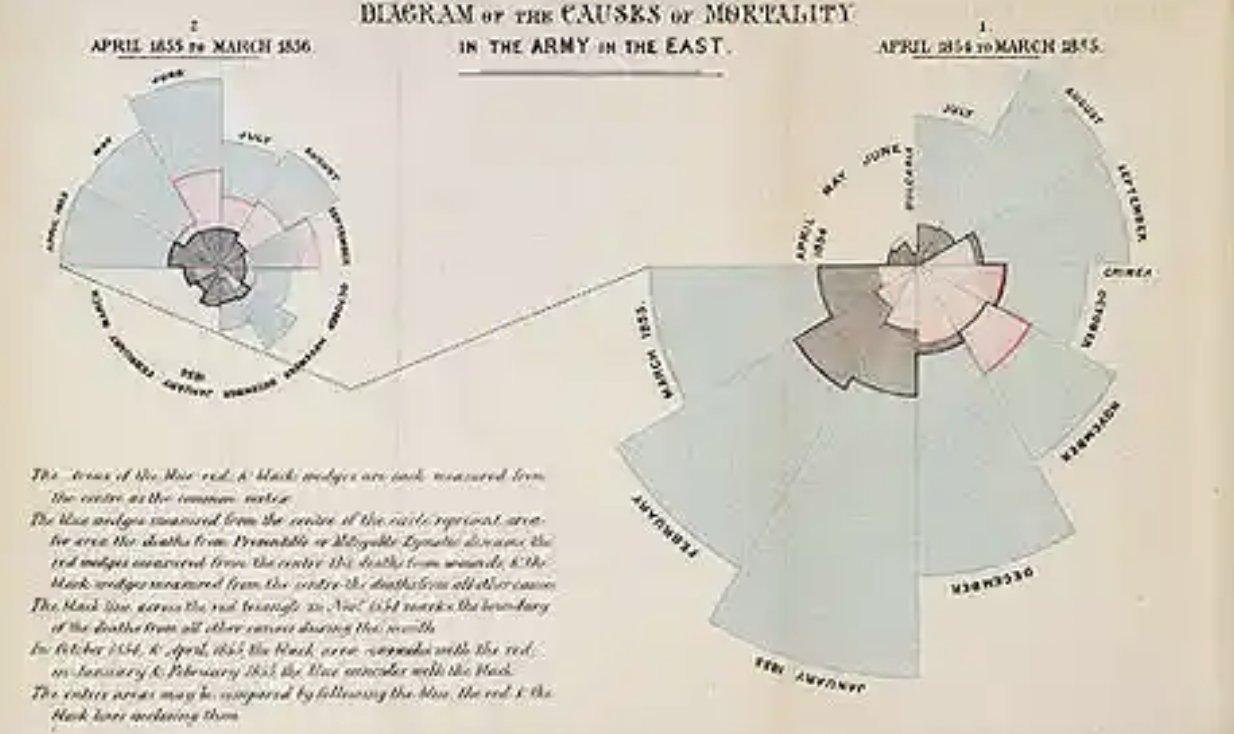 DIAGRAM OF THE CAUSES OF MORTALITY
IN THE ARMY IN THE EAST.
2
APRIL 1855 TO MARCH 1856
1
APRIL 1854 TO MARCH 1855.
APRIL 1855
MAY
JUNE
JULY
AUGUST
SEPTEMBER
OCTOBER
NOVEMBER
DECEMBER
JANUARY
1856
FEBRUARY
MARCH
APRIL
1854
MAY
JUNE
BULGARIA
JULY
AUGUST
SEPTEMBER
CRIMEA
OCTOBER
NOVEMBER
DECEMBER
JANUARY 1855
FEBRUARY
MARCH 1855.
The areas of the blue red, & black wedges are each measured from
the centre as the common vertex
The blue wedges measured from the centre of the circle represent area
for area the deaths from Preventible or Mitigable Zymotic diseases the
red wedges measured from the centre the deaths from wounds, & the
black wedges measured from the centre the deaths from all other causes
The black line across the red triangle in Novr 1854 marks the boundary
of the deaths from all other causes during the month
In October 1854, & April, 1855 the black area coincides with the red,
in January & February 1855 the blue coincides with the black
The entire areas may be compared by following the blue, the red & the
black lines enclosing them